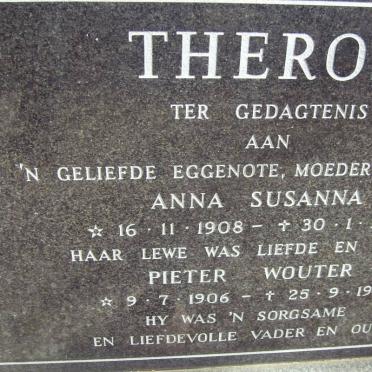 THERO
TER GEDAGTENIS
AAN
'N GELIEFDE EGGENOTE, MOEDER
ANNA SUSANNA
☆ 16 · 11 · 1908 – ✝ 30 · 1 ·
HAAR LEWE WAS LIEFDE EN
PIETER WOUTER
☆ 9 · 7 · 1906 – ✝ 25 · 9 · 19
HY WAS 'N SORGSAME
EN LIEFDEVOLLE VADER EN OU